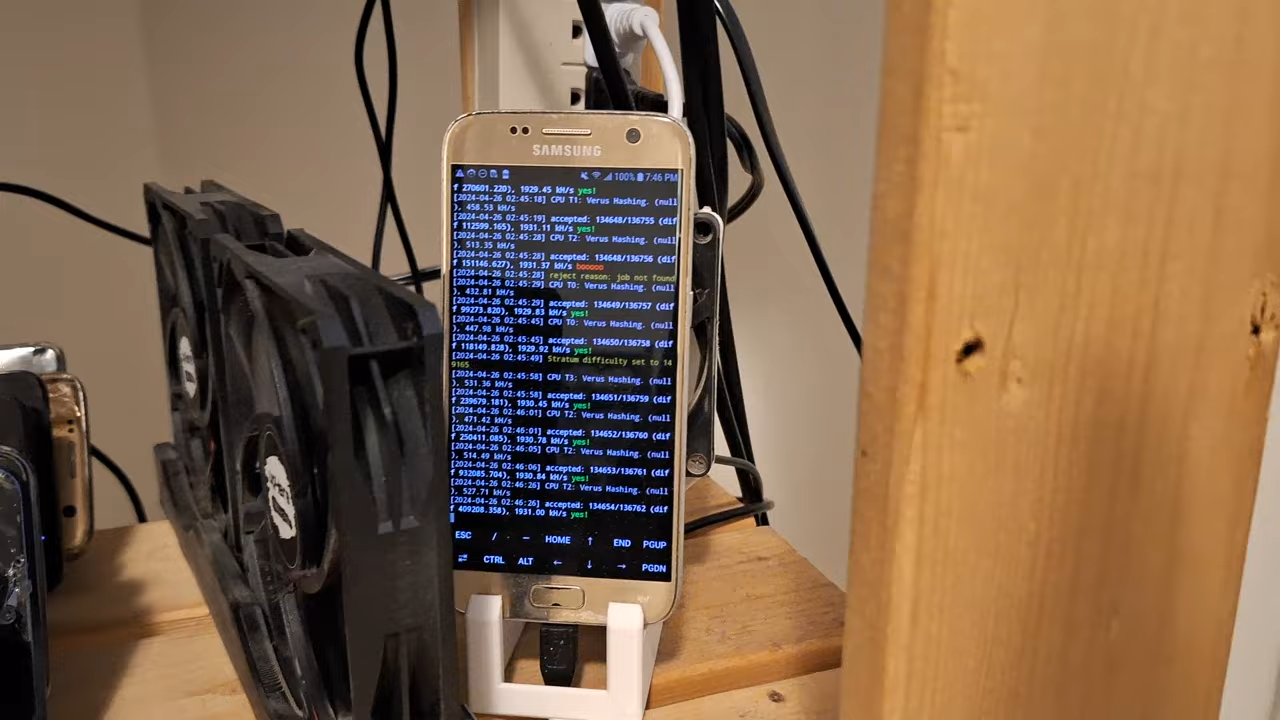 SAMSUNG
100% 7:46 PM
f 270601.220), 1929.45 kH/s yes!
[2024-04-26 02:45:18] CPU T1: Verus Hashing. (null
), 458.53 kH/s
[2024-04-26 02:45:19] accepted: 134648/136755 (dif
f 112599.165), 1931.11 kH/s yes!
[2024-04-26 02:45:28] CPU T2: Verus Hashing. (null
), 513.35 kH/s
[2024-04-26 02:45:28] accepted: 134648/136756 (dif
f 151146.627), 1931.37 kH/s booooo
[2024-04-26 02:45:28] reject reason: job not found
[2024-04-26 02:45:29] CPU T0: Verus Hashing. (null
), 432.81 kH/s
[2024-04-26 02:45:29] accepted: 134649/136757 (dif
f 99273.820), 1929.83 kH/s yes!
[2024-04-26 02:45:45] CPU T0: Verus Hashing. (null
), 447.98 kH/s
[2024-04-26 02:45:45] accepted: 134650/136758 (dif
f 118149.828), 1929.92 kH/s yes!
[2024-04-26 02:45:49] Stratum difficulty set to 14
9165
[2024-04-26 02:45:58] CPU T3: Verus Hashing. (null
), 531.36 kH/s
[2024-04-26 02:45:58] accepted: 134651/136759 (dif
f 239679.181), 1930.45 kH/s yes!
[2024-04-26 02:46:01] CPU T2: Verus Hashing. (null
), 471.42 kH/s
[2024-04-26 02:46:01] accepted: 134652/136760 (dif
f 250411.085), 1930.78 kH/s yes!
[2024-04-26 02:46:05] CPU T2: Verus Hashing. (null
), 514.49 kH/s
[2024-04-26 02:46:06] accepted: 134653/136761 (dif
f 932085.704), 1930.84 kH/s yes!
[2024-04-26 02:46:26] CPU T2: Verus Hashing. (null
), 527.71 kH/s
[2024-04-26 02:46:26] accepted: 134654/136762 (dif
f 409208.358), 1931.00 kH/s yes!
ESC / − HOME ↑ END PGUP
CTRL ALT ← ↓ → PGDN